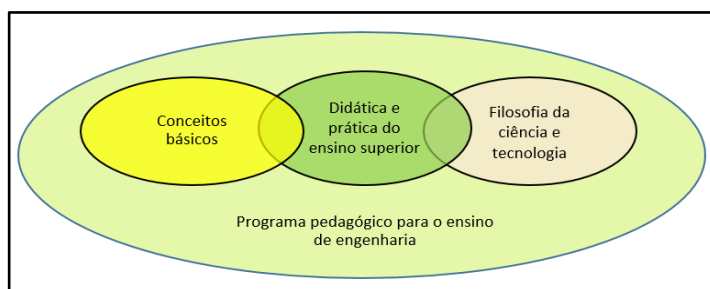 Conceitos
básicos
Didática e
prática do
ensino superior
Filosofia da
ciência e
tecnologia
Programa pedagógico para o ensino
de engenharia